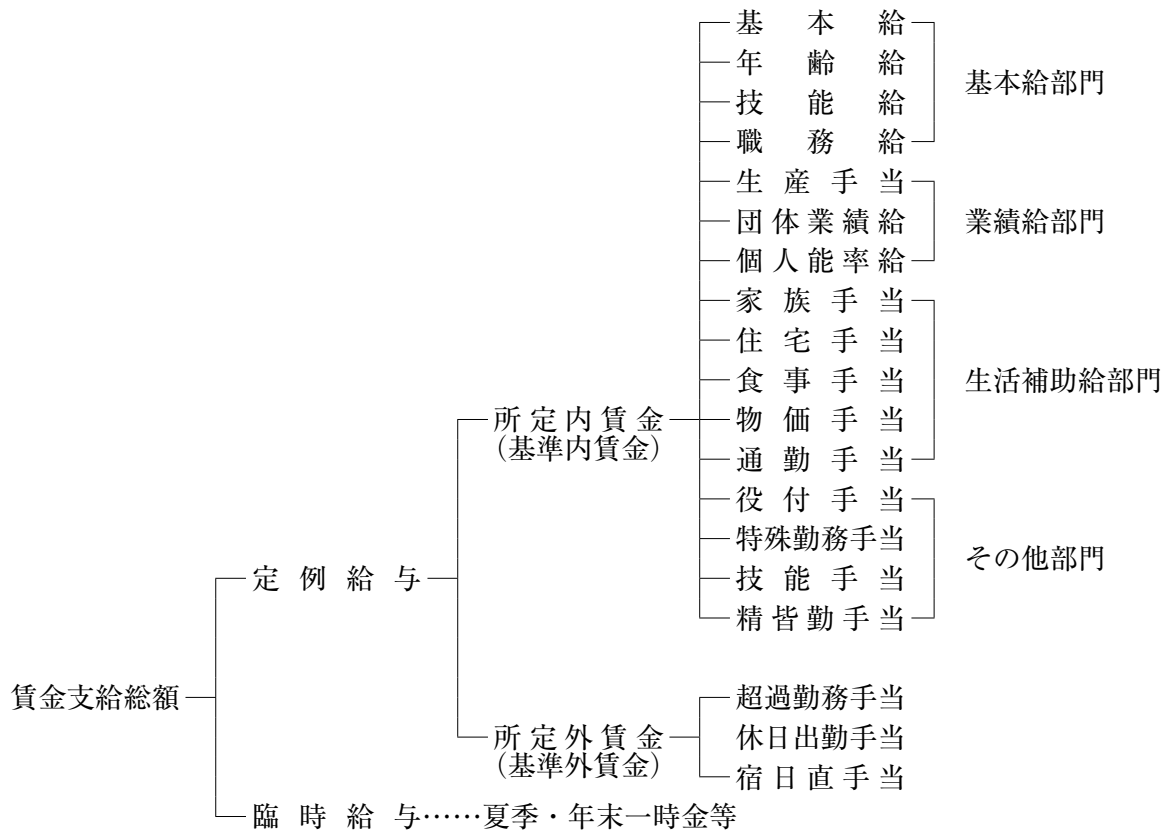 基本給
年齢給
基本給部門
技能給
職務給
生産手当
団体業績給
業績給部門
個人能率給
家族手当
住宅手当
食事手当
生活補助給部門
所定内賃金
(基準内賃金)
物価手当
通勤手当
役付手当
特殊勤務手当
その他部門
定例給与
技能手当
精皆勤手当
賃金支給総額
超過勤務手当
所定外賃金
(基準外賃金)
休日出勤手当
宿日直手当
臨時給与……夏季・年末一時金等